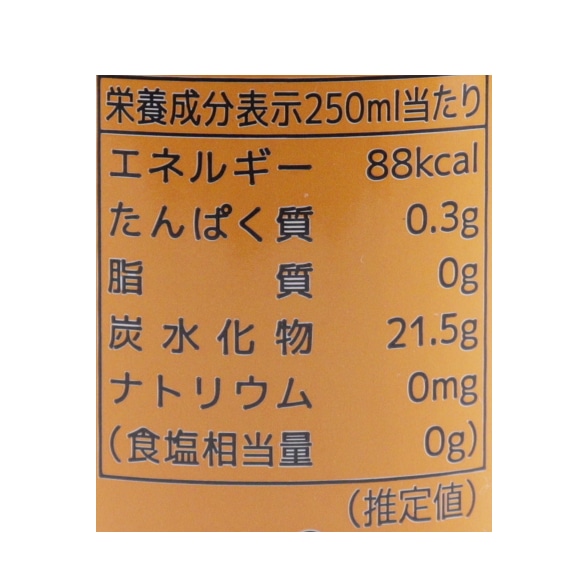 栄養成分表示250ml当たり
エネルギー 88kcal
たんぱく質 0.3g
脂質 0g
炭水化物 21.5g
ナトリウム 0mg
(食塩相当量 0g)
(推定値)